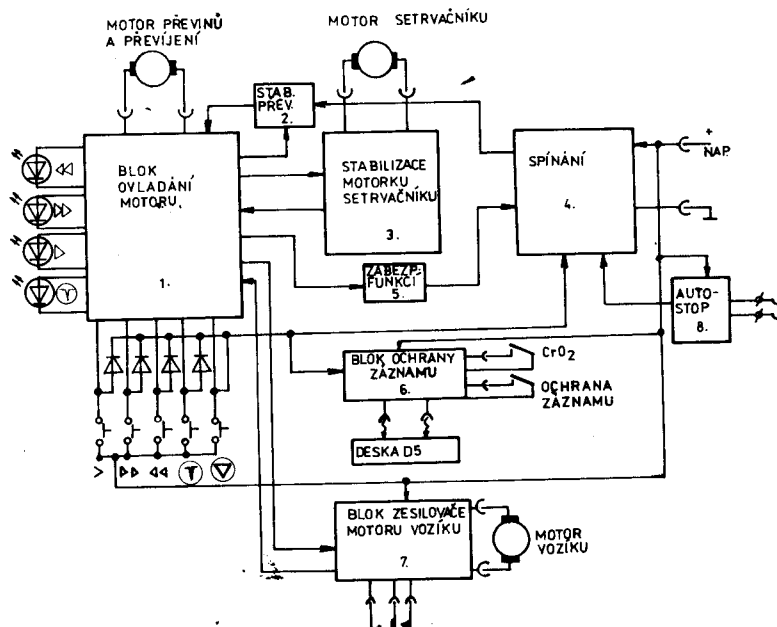 MOTOR PŘEVINŮ
A PŘEVÍJENÍ
MOTOR SETRVAČNÍKU
STAB.
PŘEV.
2.
BLOK
OVLÁDÁNÍ
MOTORU
1.
STABILIZACE
MOTORKU
SETRVAČNÍKU
3.
SPÍNÁNÍ
4.
+
NAP.
ZABEZP.
FUNKCÍ
5.
AUTO-
STOP
8.
BLOK OCHRANY
ZÁZNAMU
6.
CrO2
OCHRANA
ZÁZNAMU
DESKA D5
BLOK ZESILOVAČE
MOTORU VOZÍKU
7.
MOTOR
VOZÍKU